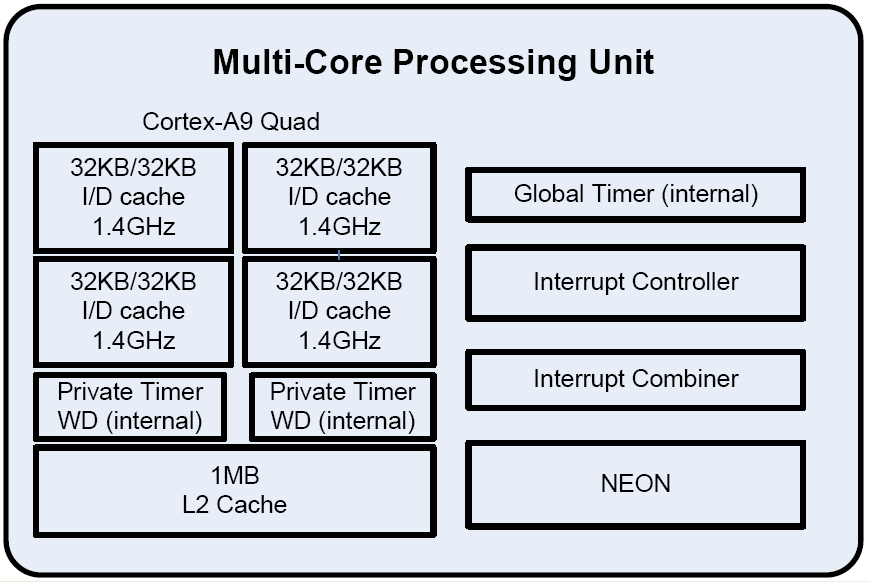 Multi-Core Processing Unit
Cortex-A9 Quad
32KB/32KB
I/D cache
1.4GHz
32KB/32KB
I/D cache
1.4GHz
32KB/32KB
I/D cache
1.4GHz
32KB/32KB
I/D cache
1.4GHz
Private Timer
WD (internal)
Private Timer
WD (internal)
1MB
L2 Cache
Global Timer (internal)
Interrupt Controller
Interrupt Combiner
NEON